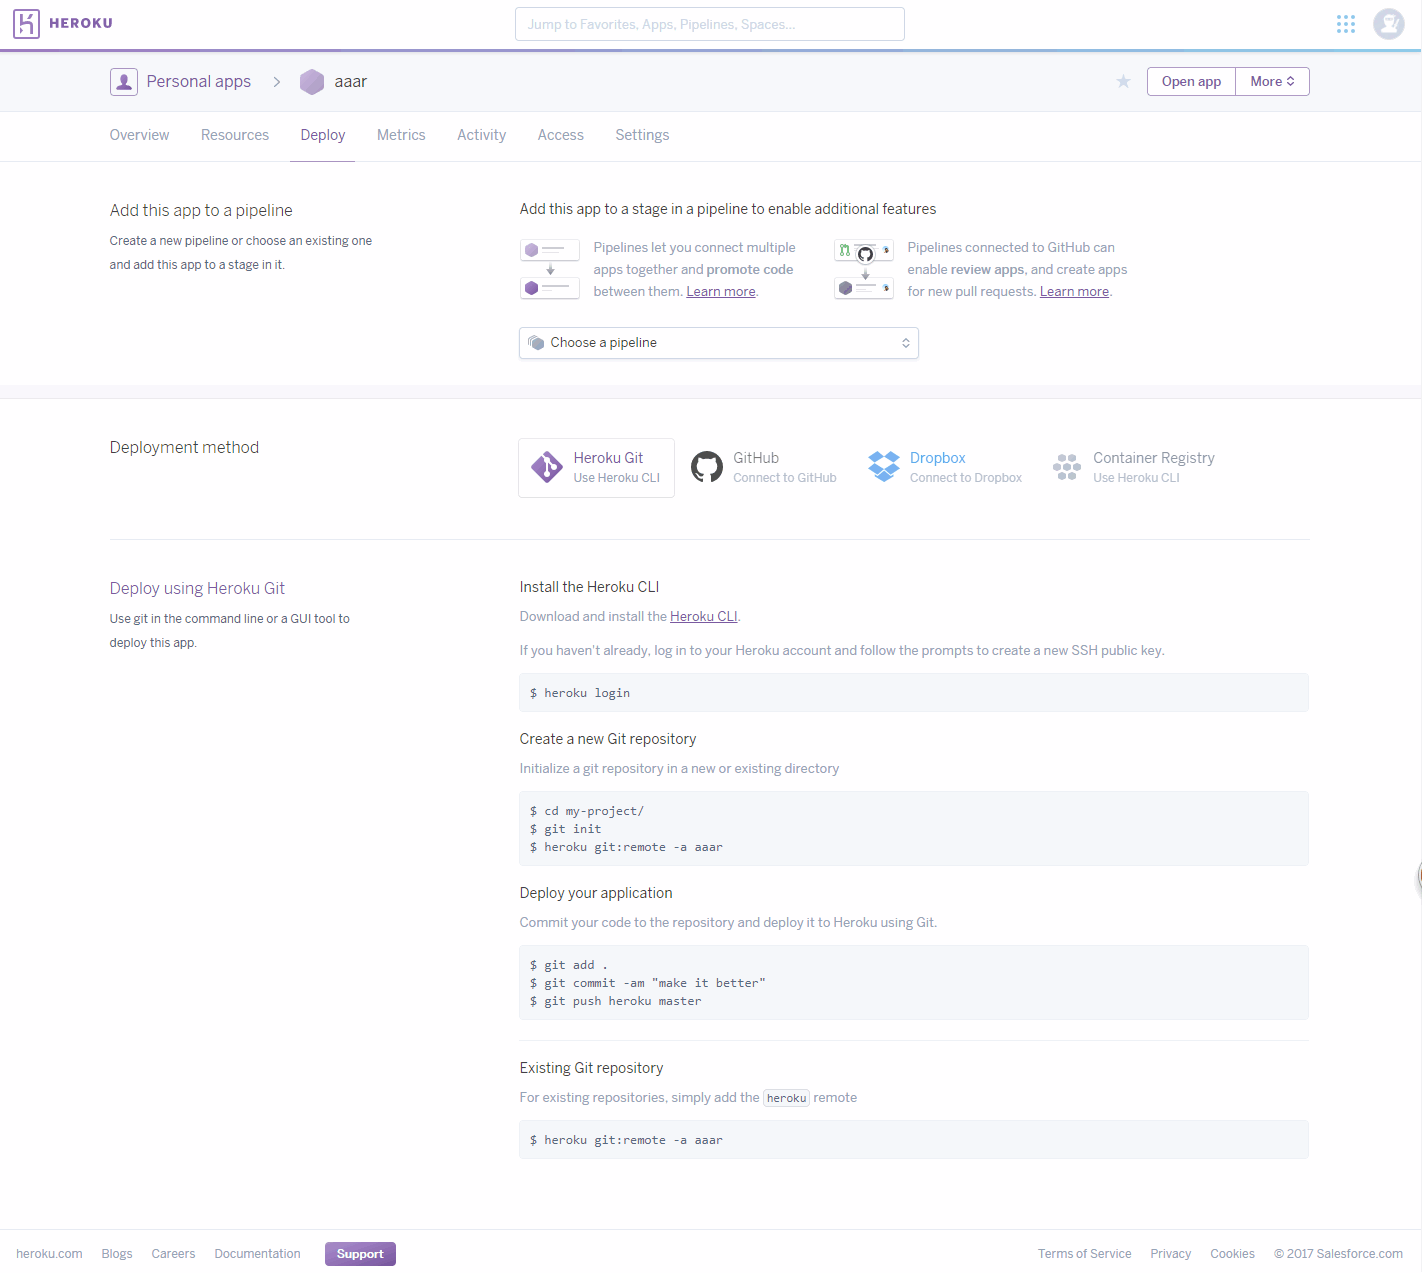 HEROKU
Jump to Favorites, Apps, Pipelines, Spaces...
Personal apps > aaar
Open app
More
Overview Resources Deploy Metrics Activity Access Settings
Add this app to a pipeline
Create a new pipeline or choose an existing one
and add this app to a stage in it.
Add this app to a stage in a pipeline to enable additional features
Pipelines let you connect multiple
apps together and promote code
between them. Learn more.
Pipelines connected to GitHub can
enable review apps, and create apps
for new pull requests. Learn more.
Choose a pipeline
Deployment method
Heroku Git
Use Heroku CLI
GitHub
Connect to GitHub
Dropbox
Connect to Dropbox
Container Registry
Use Heroku CLI
Deploy using Heroku Git
Use git in the command line or a GUI tool to
deploy this app.
Install the Heroku CLI
Download and install the Heroku CLI.
If you haven't already, log in to your Heroku account and follow the prompts to create a new SSH public key.
$ heroku login
Create a new Git repository
Initialize a git repository in a new or existing directory
$ cd my-project/
$ git init
$ heroku git:remote -a aaar
Deploy your application
Commit your code to the repository and deploy it to Heroku using Git.
$ git add .
$ git commit -am "make it better"
$ git push heroku master
Existing Git repository
For existing repositories, simply add the heroku remote
$ heroku git:remote -a aaar
heroku.com Blogs Careers Documentation Support
Terms of Service Privacy Cookies © 2017 Salesforce.com